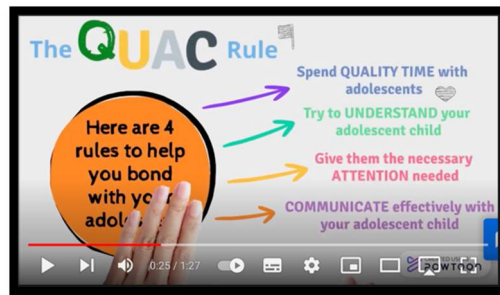 The QUAC Rule
Here are 4
rules to help
you bond
with your
Spend QUALITY TIME with
adolescents
Try to UNDERSTAND your
adolescent child
Give them the necessary
ATTENTION needed
COMMUNICATE effectively with
your adolescent child
0:25 / 1:27
POWTOON